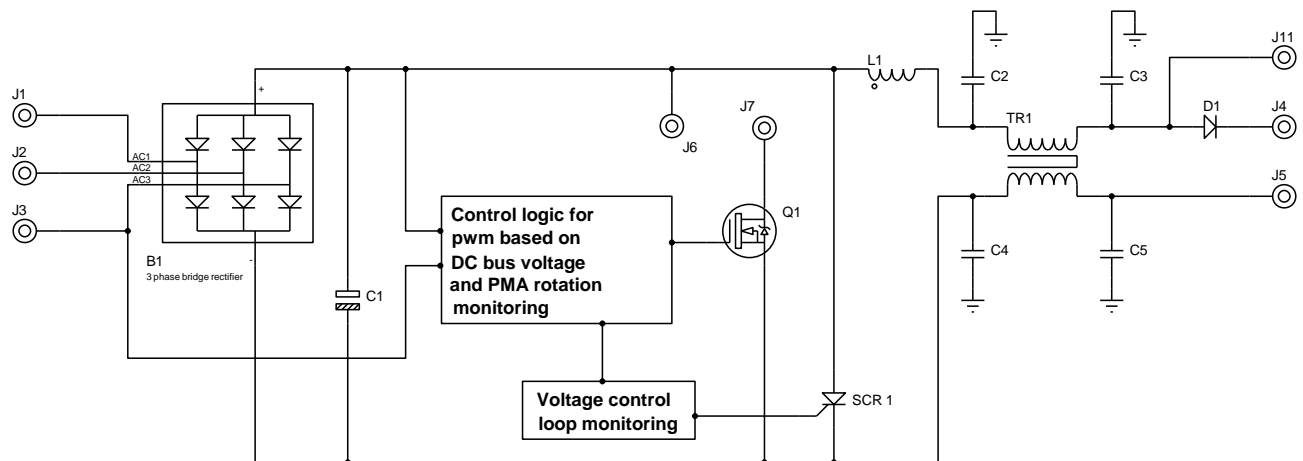 J1
J2
J3
AC1
AC2
AC3
+
-
B1
3 phase bridge rectifier
C1
Control logic for
pwm based on
DC bus voltage
and PMA rotation
monitoring
Voltage control
loop monitoring
J6
J7
Q1
SCR 1
L1
C2
C3
TR1
C4
C5
D1
J11
J4
J5